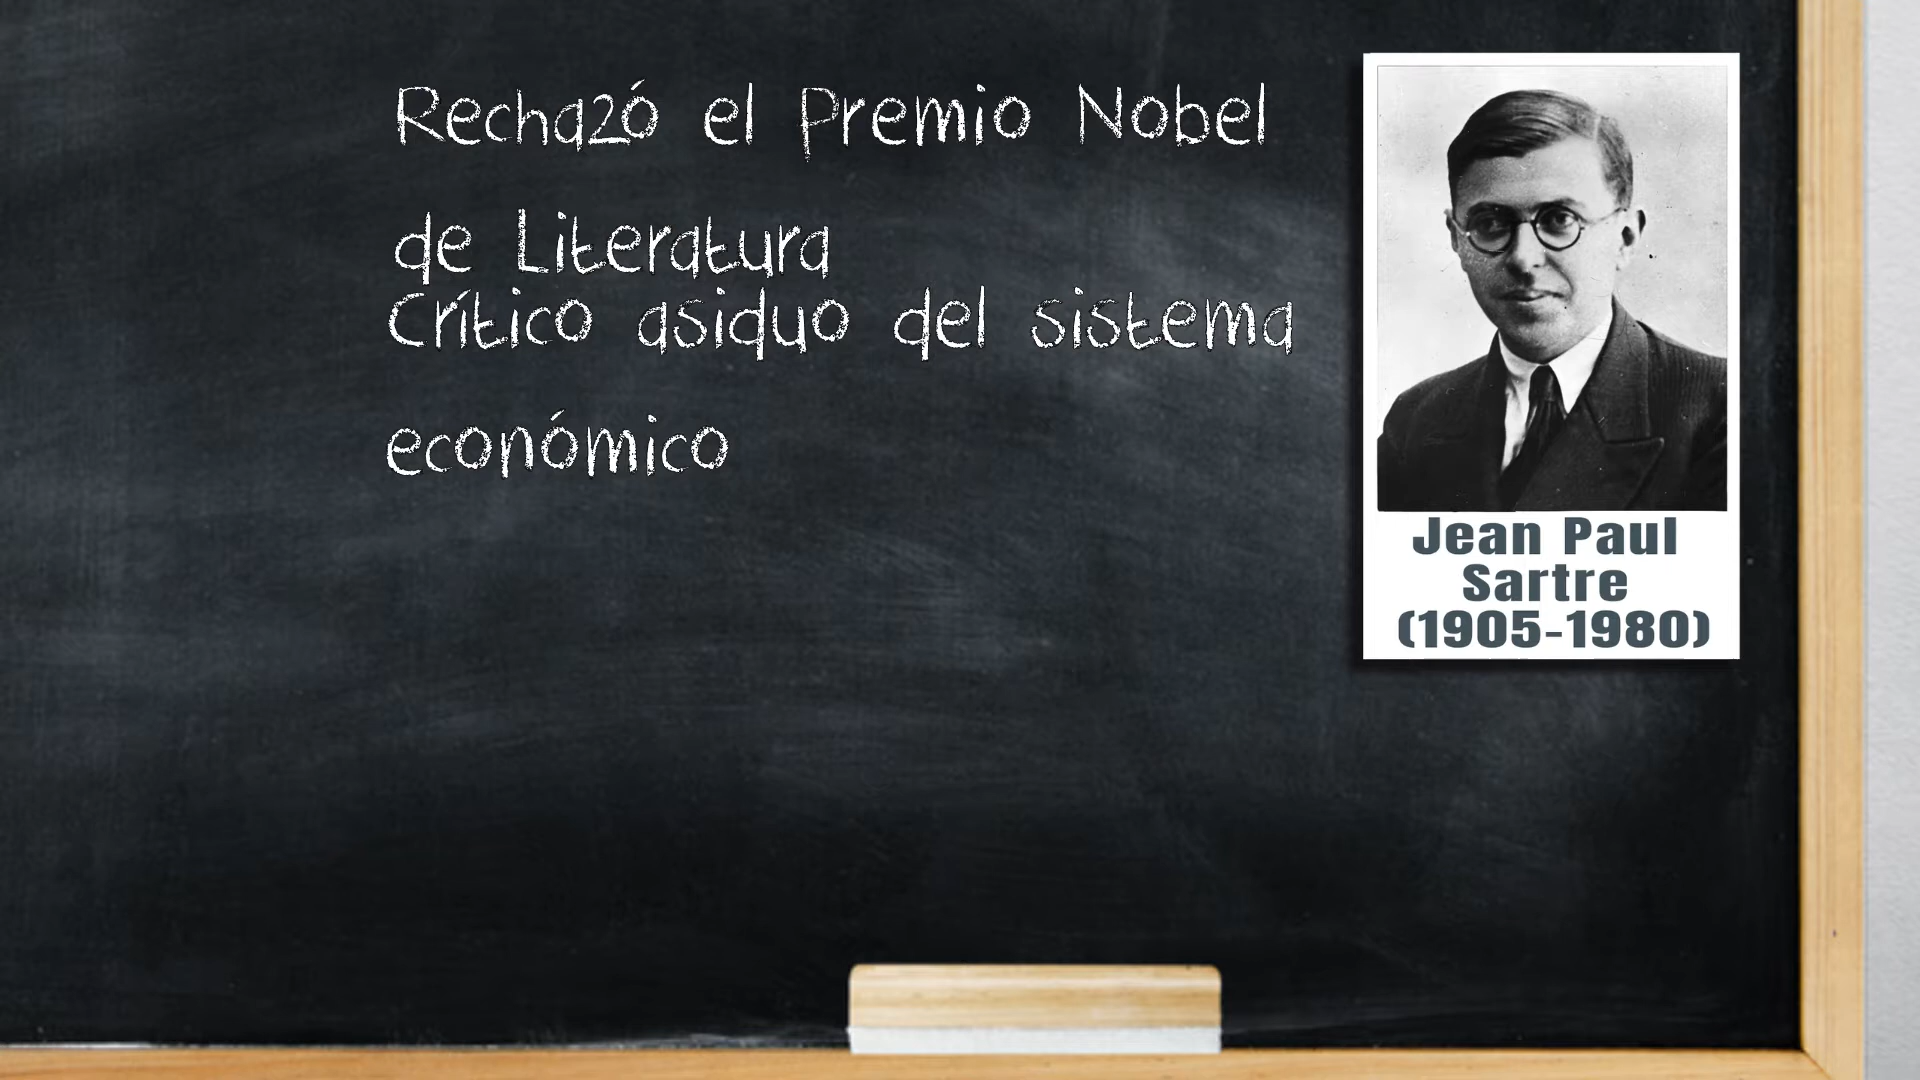 Rechazó el Premio Nobel
de Literatura
Crítico asiduo del sistema
económico
Jean Paul
Sartre
(1905-1980)